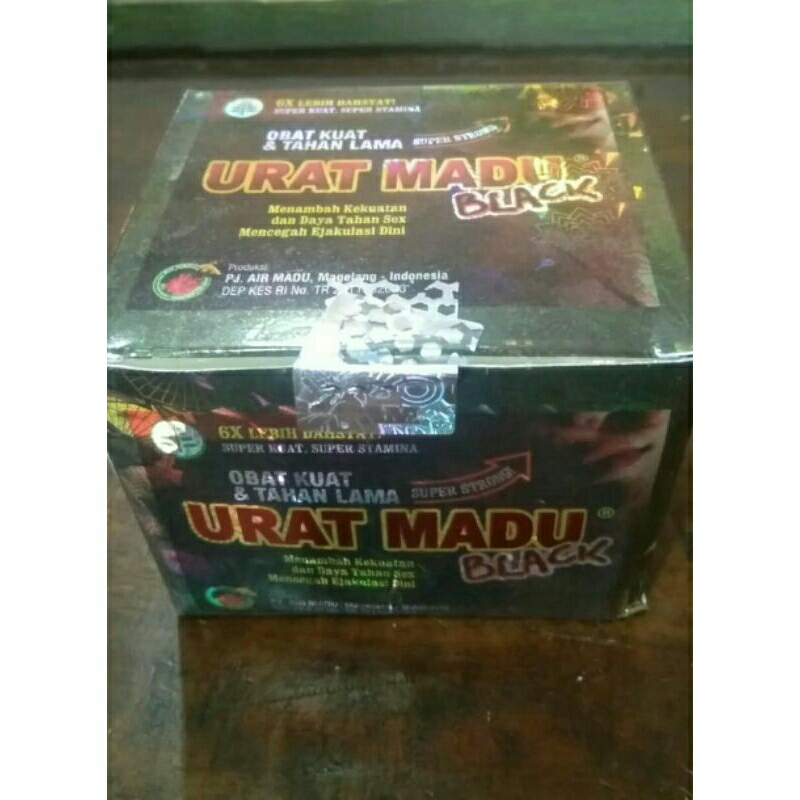 6X LEBIH DAHSYAT!
SUPER KUAT, SUPER STAMINA
OBAT KUAT
& TAHAN LAMA
SUPER STRONG
URAT MADU®
BLACK
Menambah Kekuatan
dan Daya Tahan Sex
Mencegah Ejakulasi Dini
Produksi:
PJ. AIR MADU, Magelang - Indonesia
DEP KES RI No. TR
6X LEBIH DAHSYAT!
SUPER KUAT, SUPER STAMINA
OBAT KUAT
& TAHAN LAMA
SUPER STRONG
URAT MADU®
BLACK
Menambah Kekuatan
dan Daya Tahan Sex
Mencegah Ejakulasi Dini